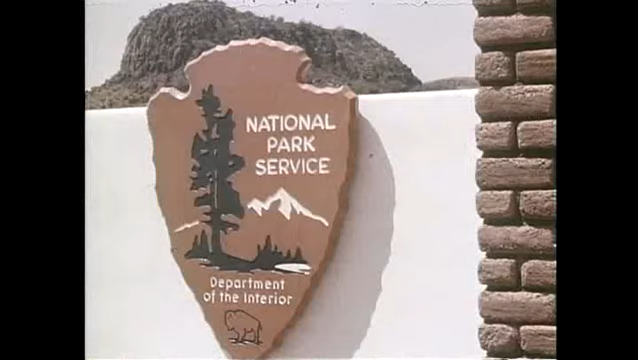 NATIONAL
PARK
SERVICE
Department
of the Interior